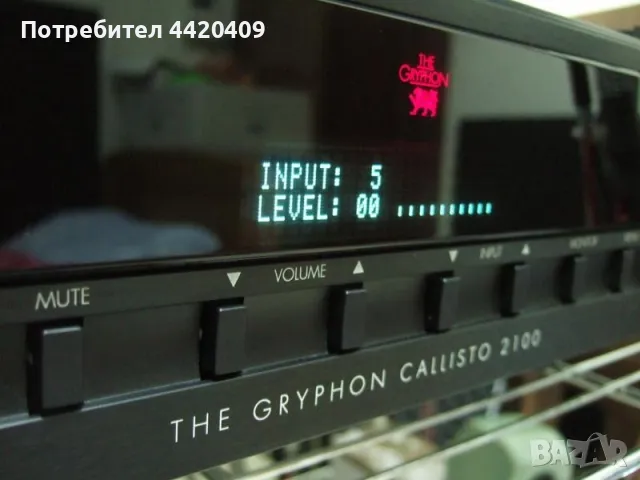 Потребител 4420409
THE
GRYPHON
INPUT: 5
LEVEL: 00
MUTE
▼ VOLUME ▲
▼ INPUT ▲
MONITOR
THE GRYPHON CALLISTO 2100
BAZAR